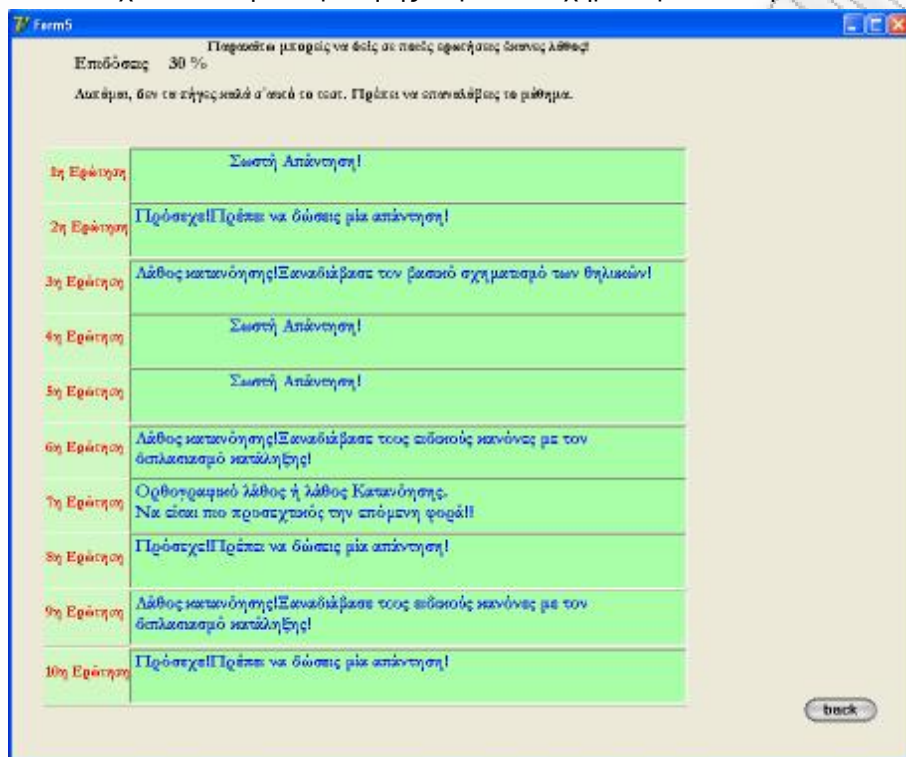 Form5
Παρακάτω μπορείς να δείς σε ποιές ερωτήσεις έκανες λάθος!
Επιδόσεις 30 %
Λυπάμαι, δεν τα πήγες καλά σ'αυτό το τεστ. Πρέπει να επαναλάβεις το μάθημα.
1η Ερώτηση Σωστή Απάντηση!
2η Ερώτηση Πρόσεχε!Πρέπει να δώσεις μία απάντηση!
3η Ερώτηση Λάθος κατανόησης!Ξαναδιάβασε τον βασικό σχηματισμό των θηλικών!
4η Ερώτηση Σωστή Απάντηση!
5η Ερώτηση Σωστή Απάντηση!
6η Ερώτηση Λάθος κατανόησης!Ξαναδιάβασε τους ειδικούς κανόνες με τον
διπλασιασμό κατάληξης!
7η Ερώτηση Ορθογραφικό λάθος ή λάθος Κατανόησης.
Να είσαι πιο προσεχτικός την επόμενη φορά!!
8η Ερώτηση Πρόσεχε!Πρέπει να δώσεις μία απάντηση!
9η Ερώτηση Λάθος κατανόησης!Ξαναδιάβασε τους ειδικούς κανόνες με τον
διπλασιασμό κατάληξης!
10η Ερώτηση Πρόσεχε!Πρέπει να δώσεις μία απάντηση!
back